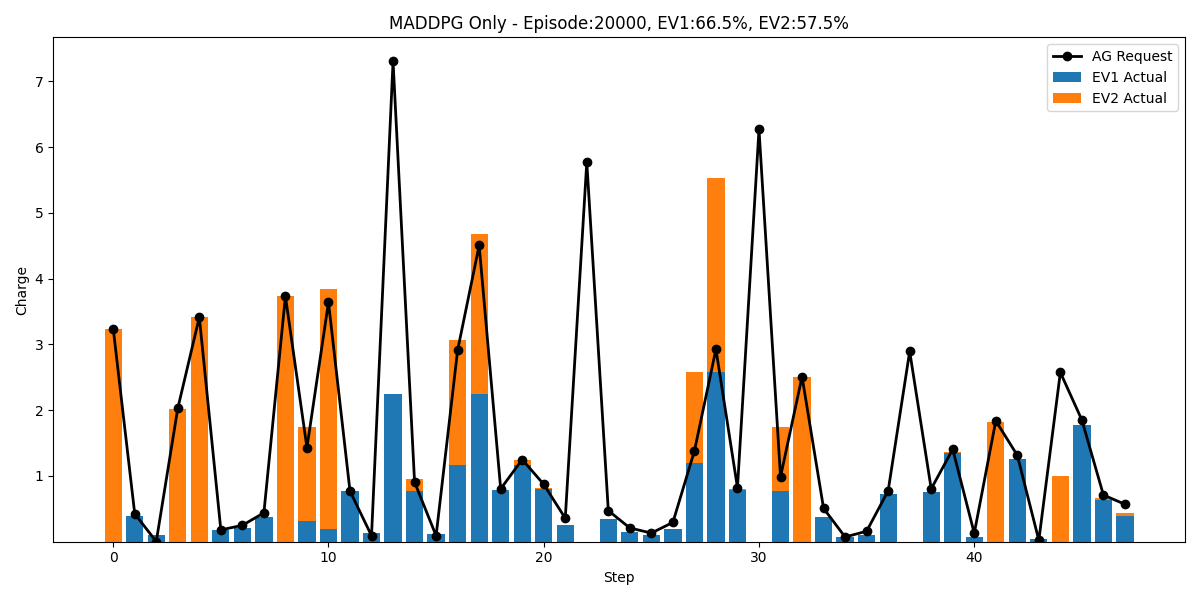 MADDPG Only - Episode:20000, EV1:66.5%, EV2:57.5%
AG Request
EV1 Actual
EV2 Actual
Charge
7
6
5
4
3
2
1
0 10 20 30 40
Step